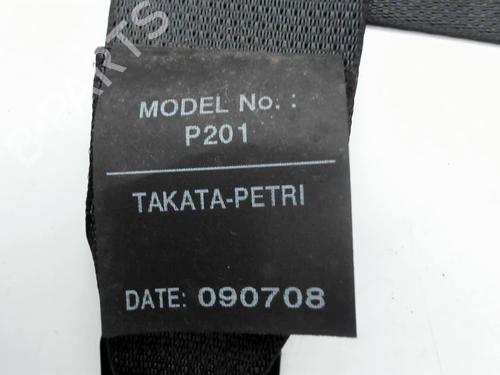 MODEL No. :
P201
TAKATA-PETRI
DATE: 090708